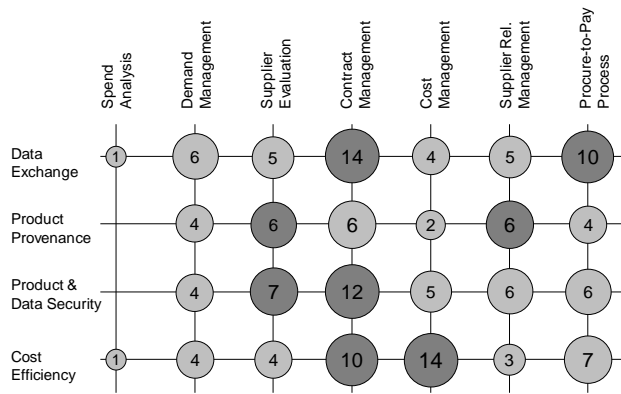 Spend
Analysis
Demand
Management
Supplier
Evaluation
Contract
Management
Cost
Management
Supplier Rel.
Management
Procure-to-Pay
Process
Data
Exchange
1 6 5 14 4 5 10
Product
Provenance
4 6 6 2 6 4
Product &
Data Security
4 7 12 5 6 6
Cost
Efficiency
1 4 4 10 14 3 7